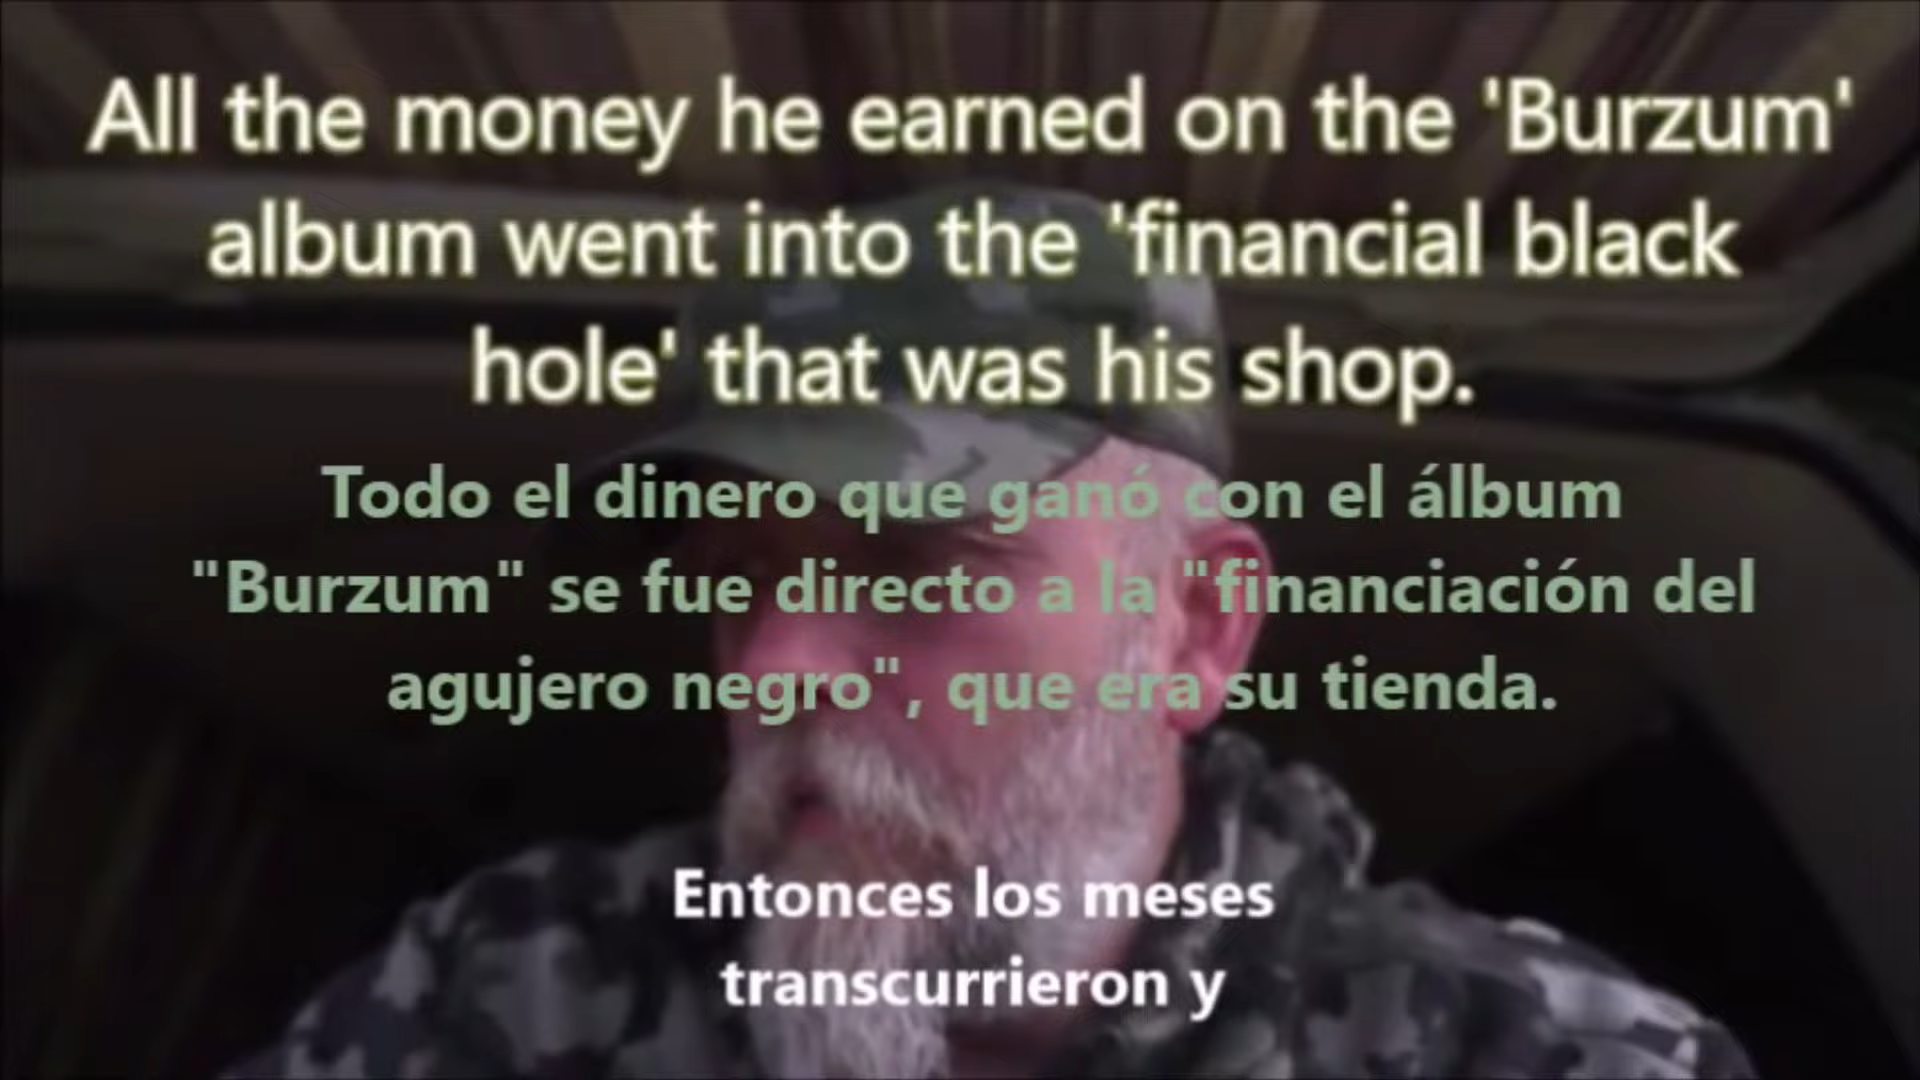 All the money he earned on the 'Burzum'
album went into the 'financial black
hole' that was his shop.
Todo el dinero que ganó con el álbum
"Burzum" se fue directo a la "financiación del
agujero negro", que era su tienda.
Entonces los meses
transcurrieron y